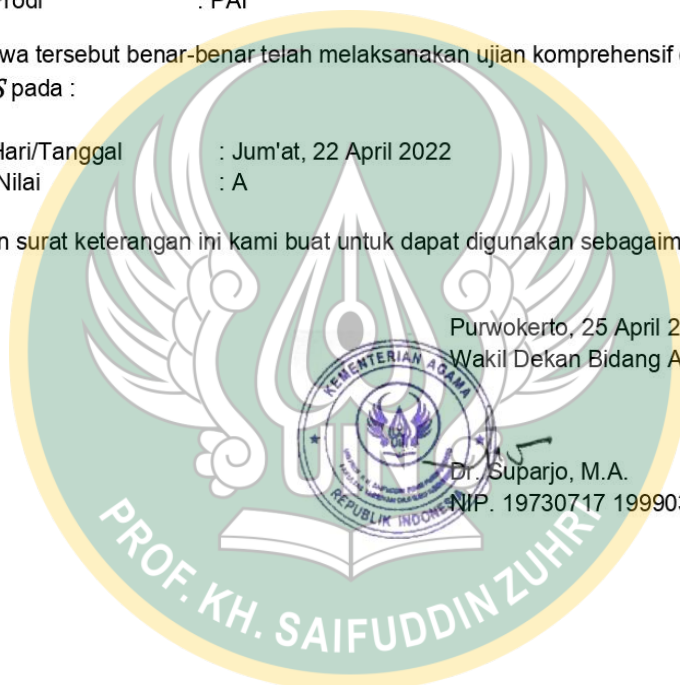 Prodi : PAI
wa tersebut benar-benar telah melaksanakan ujian komprehensif
S pada :
Hari/Tanggal : Jum'at, 22 April 2022
Nilai : A
n surat keterangan ini kami buat untuk dapat digunakan sebagaim
Purwokerto, 25 April 2
Wakil Dekan Bidang A
KEMENTERIAN AGAMA
REPUBLIK INDONESIA
UIN
Dr. Suparjo, M.A.
NIP. 19730717 19990
PROF. KH. SAIFUDDIN ZUHRI